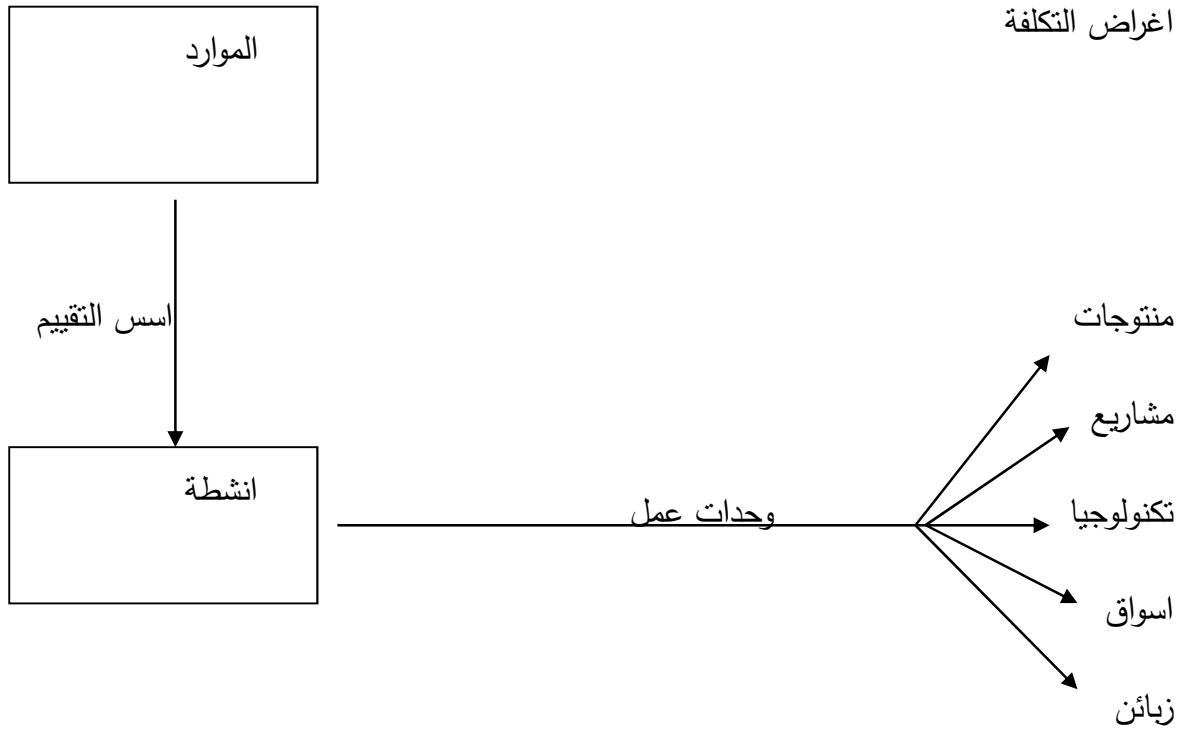 اغراض التكلفة
الموارد
اسس التقييم
انشطة
وحدات عمل
منتوجات
مشاريع
تكنولوجيا
اسواق
زبائن